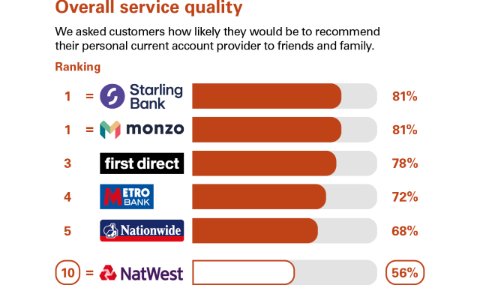 Overall service quality
We asked customers how likely they would be to recommend
their personal current account provider to friends and family.
Ranking
1 = Starling Bank 81%
1 = monzo 81%
3 first direct 78%
4 METRO BANK 72%
5 Nationwide 68%
10 = NatWest 56%